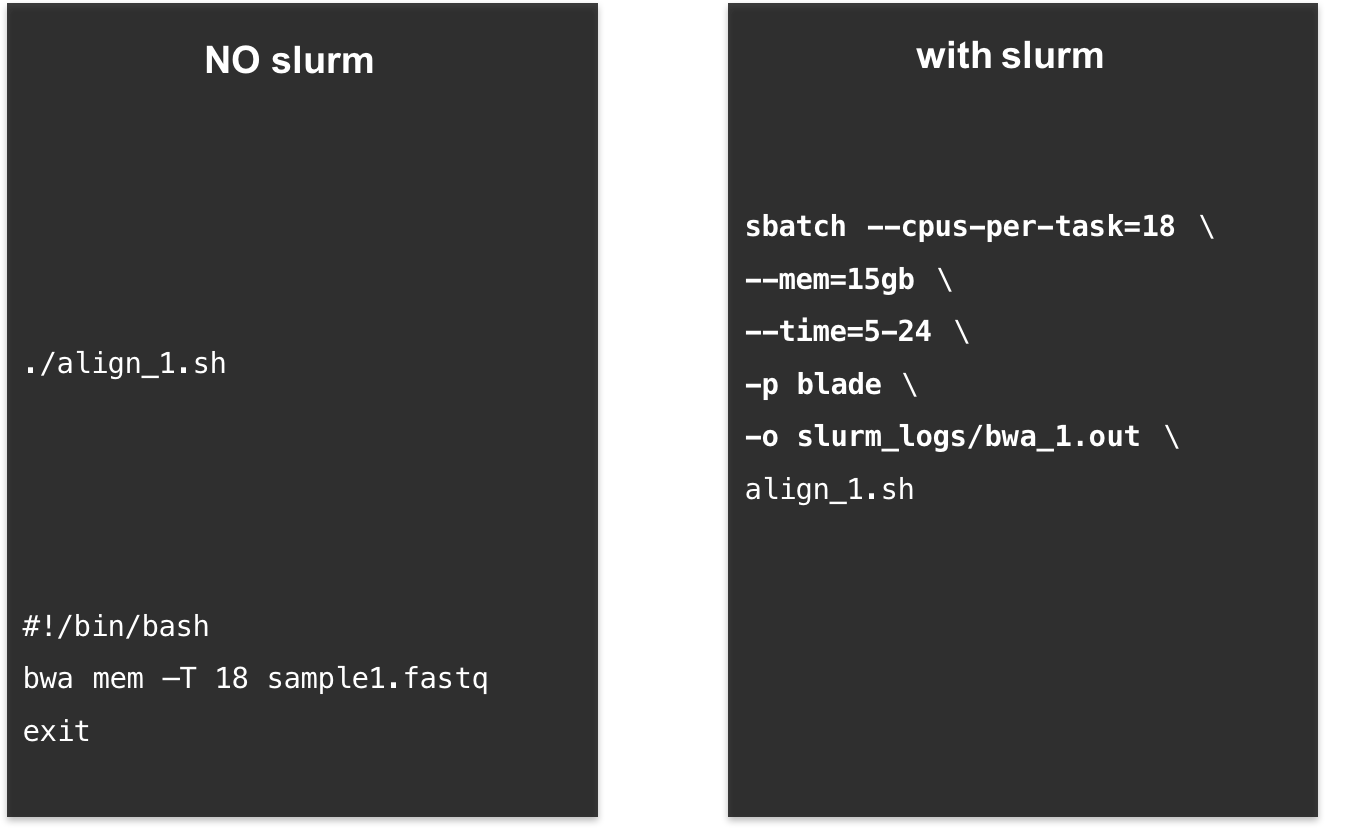 NO slurm
./align_1.sh
#!/bin/bash
bwa mem –T 18 sample1.fastq
exit
with slurm
sbatch --cpus-per-task=18 \
--mem=15gb \
--time=5-24 \
-p blade \
-o slurm_logs/bwa_1.out \
align_1.sh